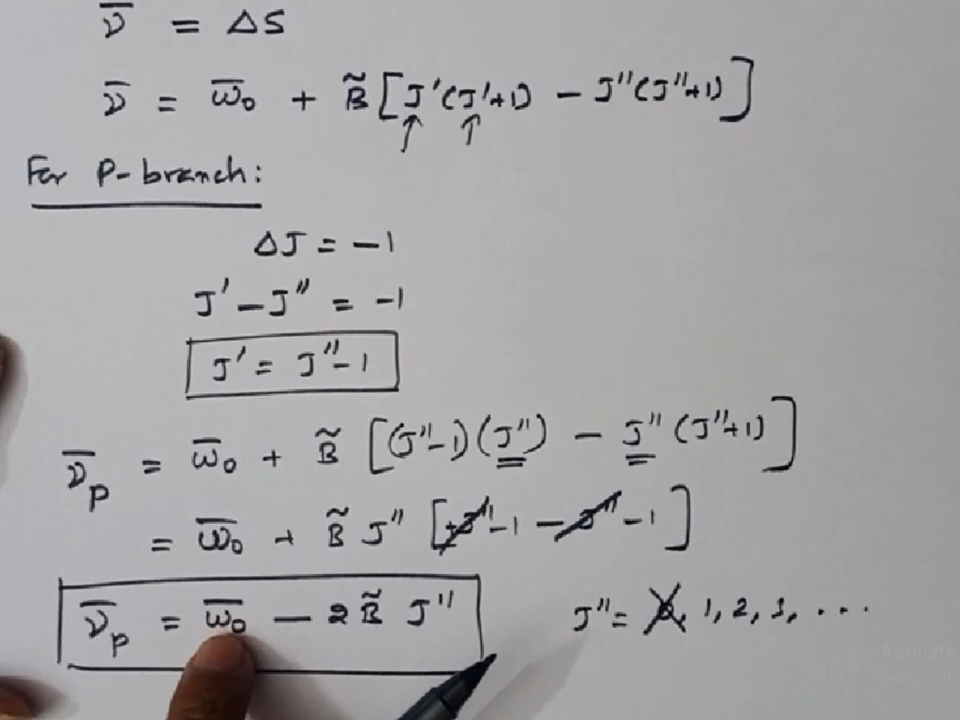 ν̄ = ΔS
ν̄ = ω̄₀ + B̃ [J′(J′+1) − J″(J″+1)]
↑ ↑
For P-branch:
ΔJ = −1
J′ − J″ = −1
J′ = J″−1
ν̄p = ω̄₀ + B̃ [(J″−1)(J″) − J″(J″+1)]
= ω̄₀ + B̃ J″ [+J″−1 −J″−1]
ν̄p = ω̄₀ − 2B̃ J″ J″ = 0, 1, 2, 3, ...
Activate